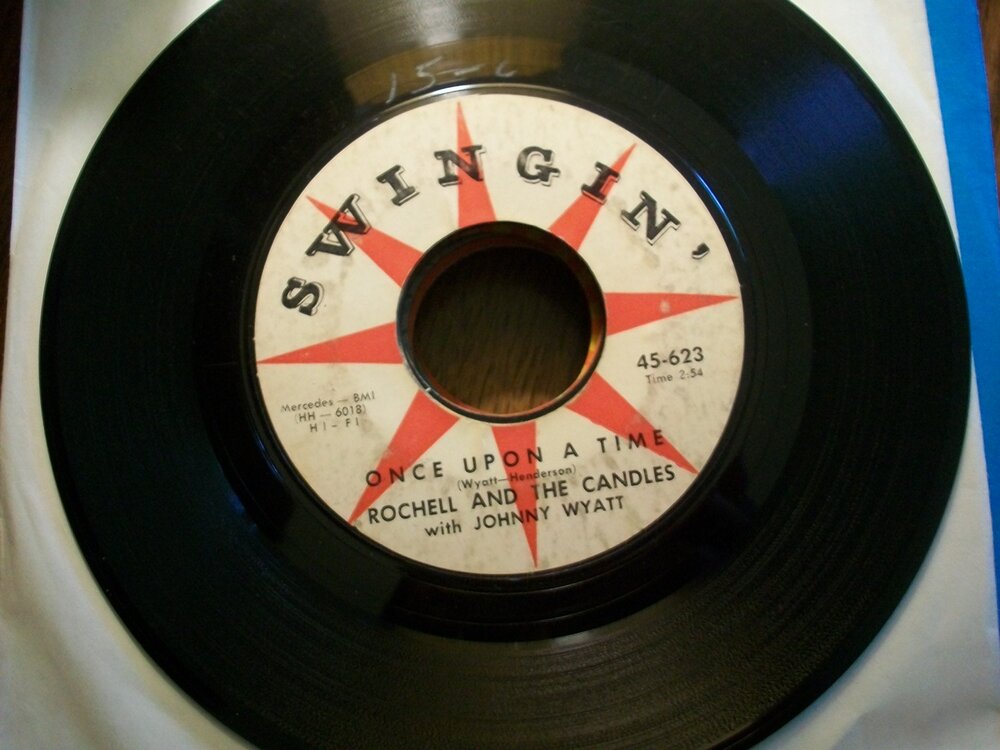 SWINGIN'
45-623
Time 2:54
Mercedes — BMI
(HH — 6018)
HI-FI
ONCE UPON A TIME
(Wyatt—Henderson)
ROCHELL AND THE CANDLES
with JOHNNY WYATT